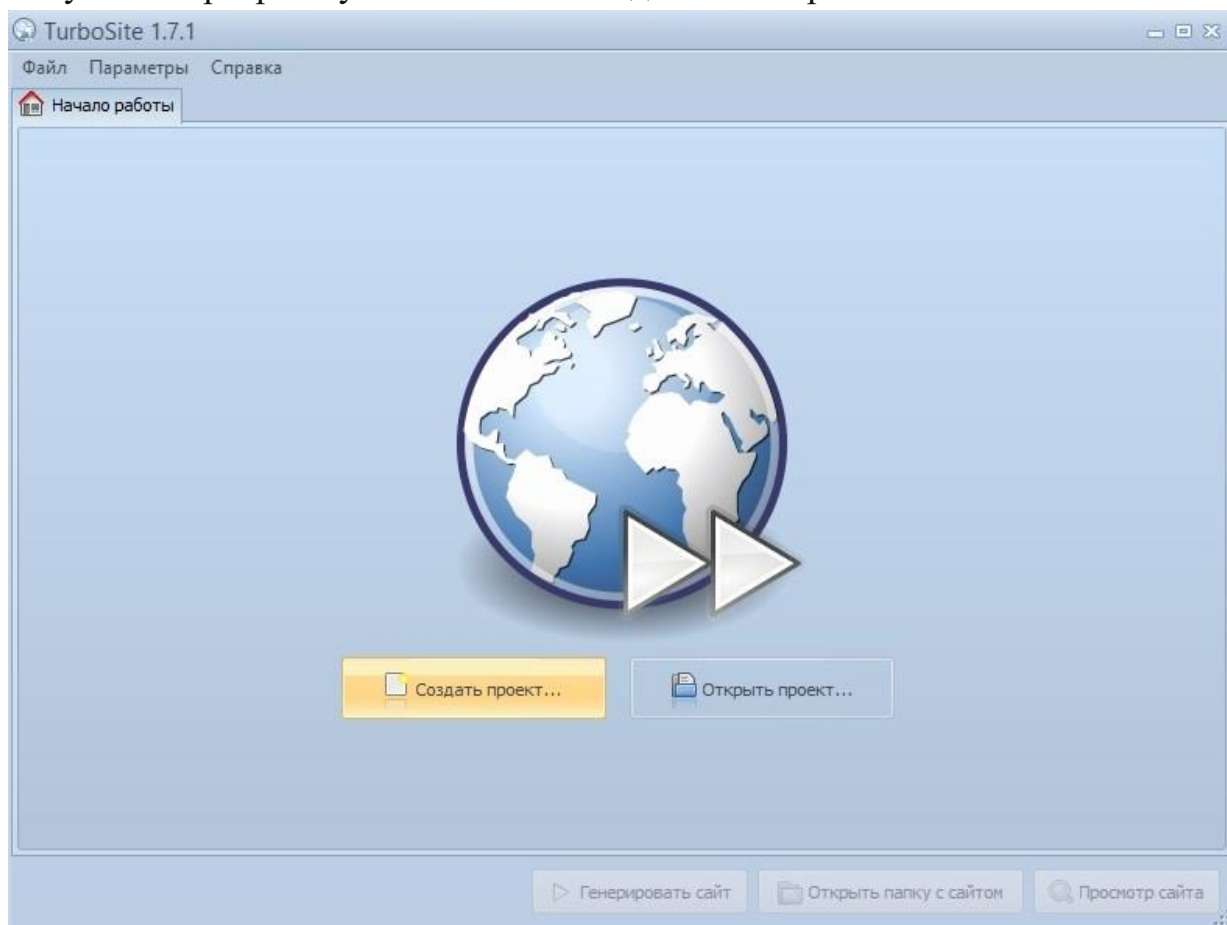 TurboSite 1.7.1
Файл Параметры Справка
Начало работы
Создать проект... Открыть проект...
Генерировать сайт Открыть папку с сайтом Просмотр сайта